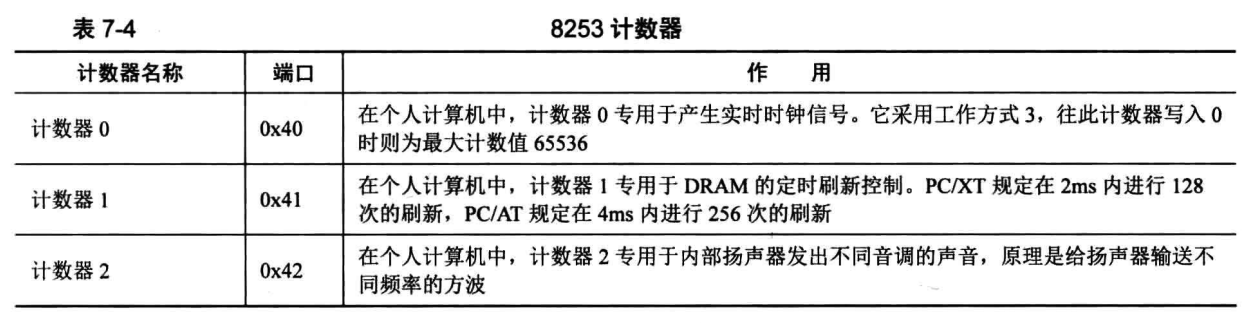 表 7-4 8253 计数器
计数器名称 端口 作 用
计数器 0 0x40 在个人计算机中，计数器 0 专用于产生实时时钟信号。它采用工作方式 3，往此计数器写入 0
时则为最大计数值 65536
计数器 1 0x41 在个人计算机中，计数器 1 专用于 DRAM 的定时刷新控制。PC/XT 规定在 2ms 内进行 128
次的刷新，PC/AT 规定在 4ms 内进行 256 次的刷新
计数器 2 0x42 在个人计算机中，计数器 2 专用于内部扬声器发出不同音调的声音，原理是给扬声器输送不
同频率的方波